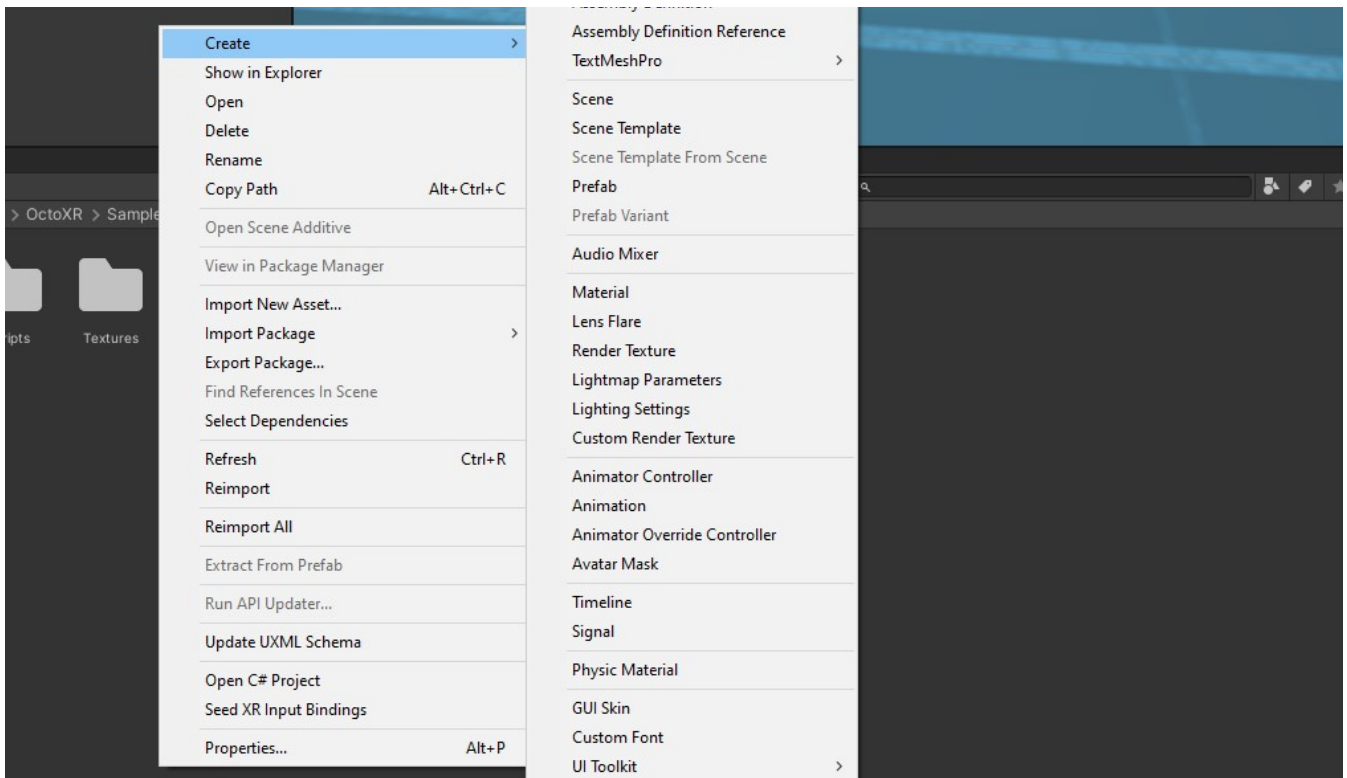 Create
Show in Explorer
Open
Delete
Rename
Copy Path Alt+Ctrl+C
Open Scene Additive
View in Package Manager
Import New Asset...
Import Package
Export Package...
Find References In Scene
Select Dependencies
Refresh Ctrl+R
Reimport
Reimport All
Extract From Prefab
Run API Updater...
Update UXML Schema
Open C# Project
Seed XR Input Bindings
Properties... Alt+P
Assembly Definition Reference
TextMeshPro
Scene
Scene Template
Scene Template From Scene
Prefab
Prefab Variant
Audio Mixer
Material
Lens Flare
Render Texture
Lightmap Parameters
Lighting Settings
Custom Render Texture
Animator Controller
Animation
Animator Override Controller
Avatar Mask
Timeline
Signal
Physic Material
GUI Skin
Custom Font
UI Toolkit
> OctoXR > Sample
ripts
Textures